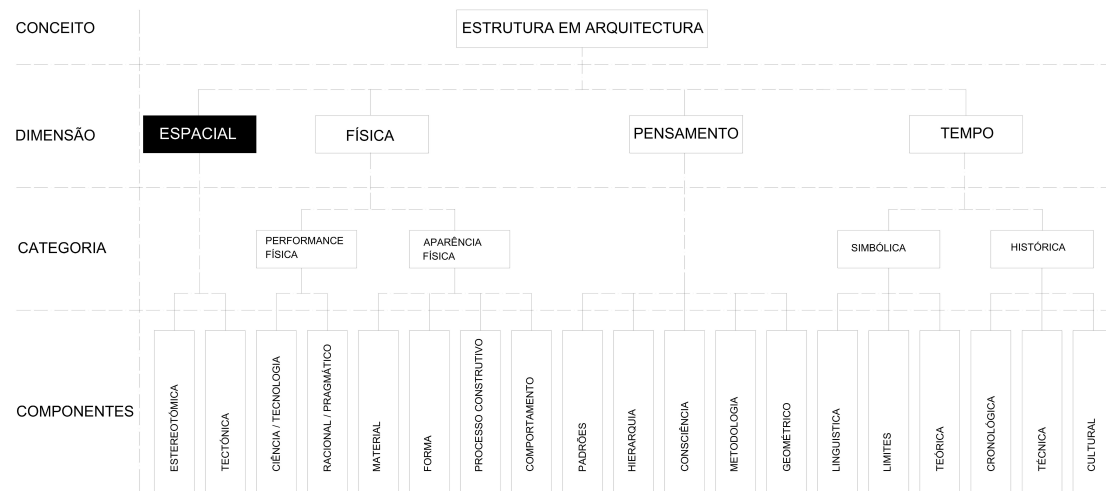 CONCEITO
ESTRUTURA EM ARQUITECTURA
DIMENSÃO
ESPACIAL
FÍSICA
PENSAMENTO
TEMPO
CATEGORIA
PERFORMANCE
FÍSICA
APARÊNCIA
FÍSICA
SIMBÓLICA
HISTÓRICA
COMPONENTES
ESTEREOTÓMICA
TECTÓNICA
CIÊNCIA / TECNOLOGIA
RACIONAL / PRAGMÁTICO
MATERIAL
FORMA
PROCESSO CONSTRUTIVO
COMPORTAMENTO
PADRÕES
HIERARQUIA
CONSCIÊNCIA
METODOLOGIA
GEOMÉTRICO
LINGUISTICA
LIMITES
TEÓRICA
CRONOLÓGICA
TÉCNICA
CULTURAL